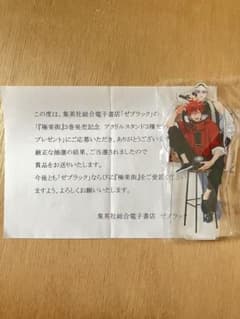 この度は、集英社総合電子書店「ゼブラック」の
「『極楽街』3巻発売記念 アクリルスタンド3種セッ
プレゼント」にご応募いただき、ありがとうございま
厳正な抽選の結果、ご当選されましたので
賞品をお送りいたします。
今後とも「ゼブラック」ならびに『極楽街』をご愛読くだ
ますよう、よろしくお願いいたします。
集英社総合電子書店 ゼブラッ